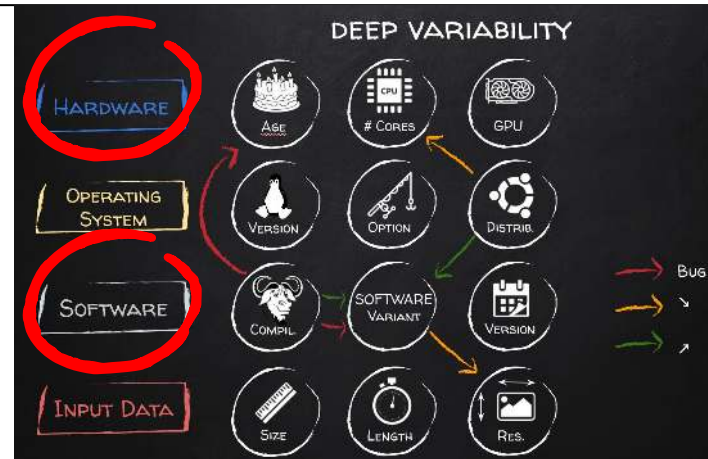 DEEP VARIABILITY
HARDWARE
AGE
CPU
# CORES
GPU
OPERATING
SYSTEM
VERSION
OPTION
DISTRIB.
SOFTWARE
COMPIL.
SOFTWARE
VARIANT
VERSION
BUG
INPUT DATA
SIZE
LENGTH
RES.